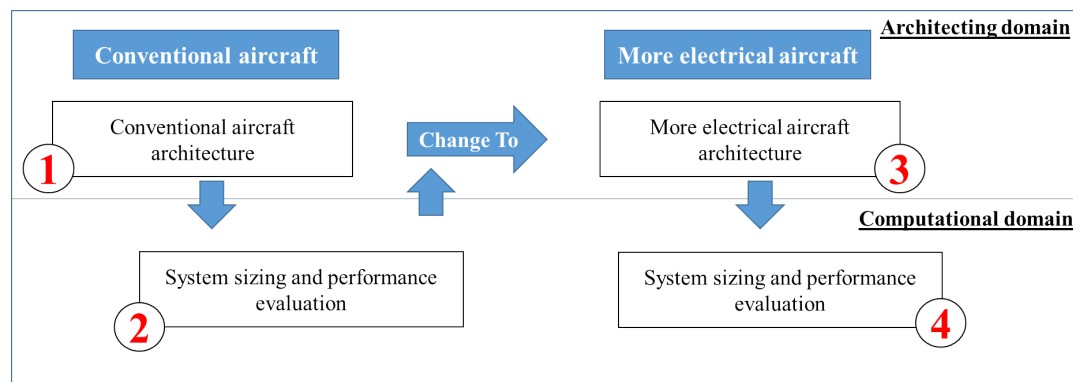 Architecting domain
Conventional aircraft
More electrical aircraft
Conventional aircraft
architecture
1
Change To
More electrical aircraft
architecture
3
Computational domain
System sizing and performance
evaluation
2
System sizing and performance
evaluation
4